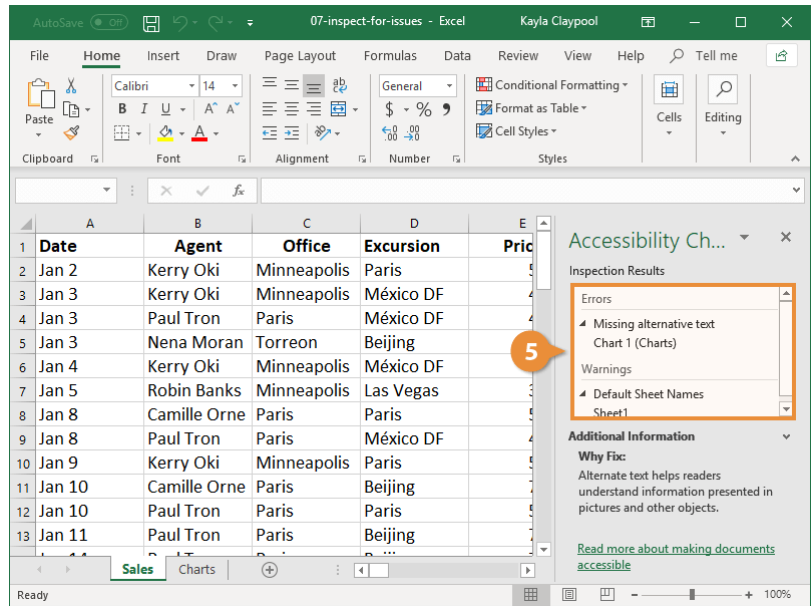 AutoSave Off 07-inspect-for-issues - Excel Kayla Claypool
File Home Insert Draw Page Layout Formulas Data Review View Help Tell me
Calibri 14 General Conditional Formatting
Paste B I U A A ab $ % 9 Format as Table Cells Editing
A .00 .00 Cell Styles
Clipboard Font Alignment Number Styles
fx
A B C D E
1 Date Agent Office Excursion Pric
2 Jan 2 Kerry Oki Minneapolis Paris
3 Jan 3 Kerry Oki Minneapolis México DF
4 Jan 3 Paul Tron Paris México DF
5 Jan 3 Nena Moran Torreon Beijing
6 Jan 4 Kerry Oki Minneapolis México DF
7 Jan 5 Robin Banks Minneapolis Las Vegas
8 Jan 8 Camille Orne Paris Paris
9 Jan 8 Paul Tron Paris México DF
10 Jan 9 Kerry Oki Minneapolis Paris
11 Jan 10 Camille Orne Paris Beijing
12 Jan 10 Paul Tron Paris Paris
13 Jan 11 Paul Tron Paris Beijing
Sales Charts
Ready 100%
Accessibility Ch...
Inspection Results
5
Errors
Missing alternative text
Chart 1 (Charts)
Warnings
Default Sheet Names
Sheet1
Additional Information
Why Fix:
Alternate text helps readers
understand information presented in
pictures and other objects.
Read more about making documents
accessible